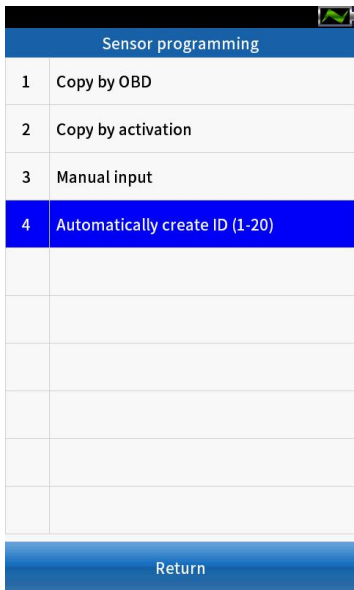 Sensor programming
1 Copy by OBD
2 Copy by activation
3 Manual input
4 Automatically create ID (1-20)
Return